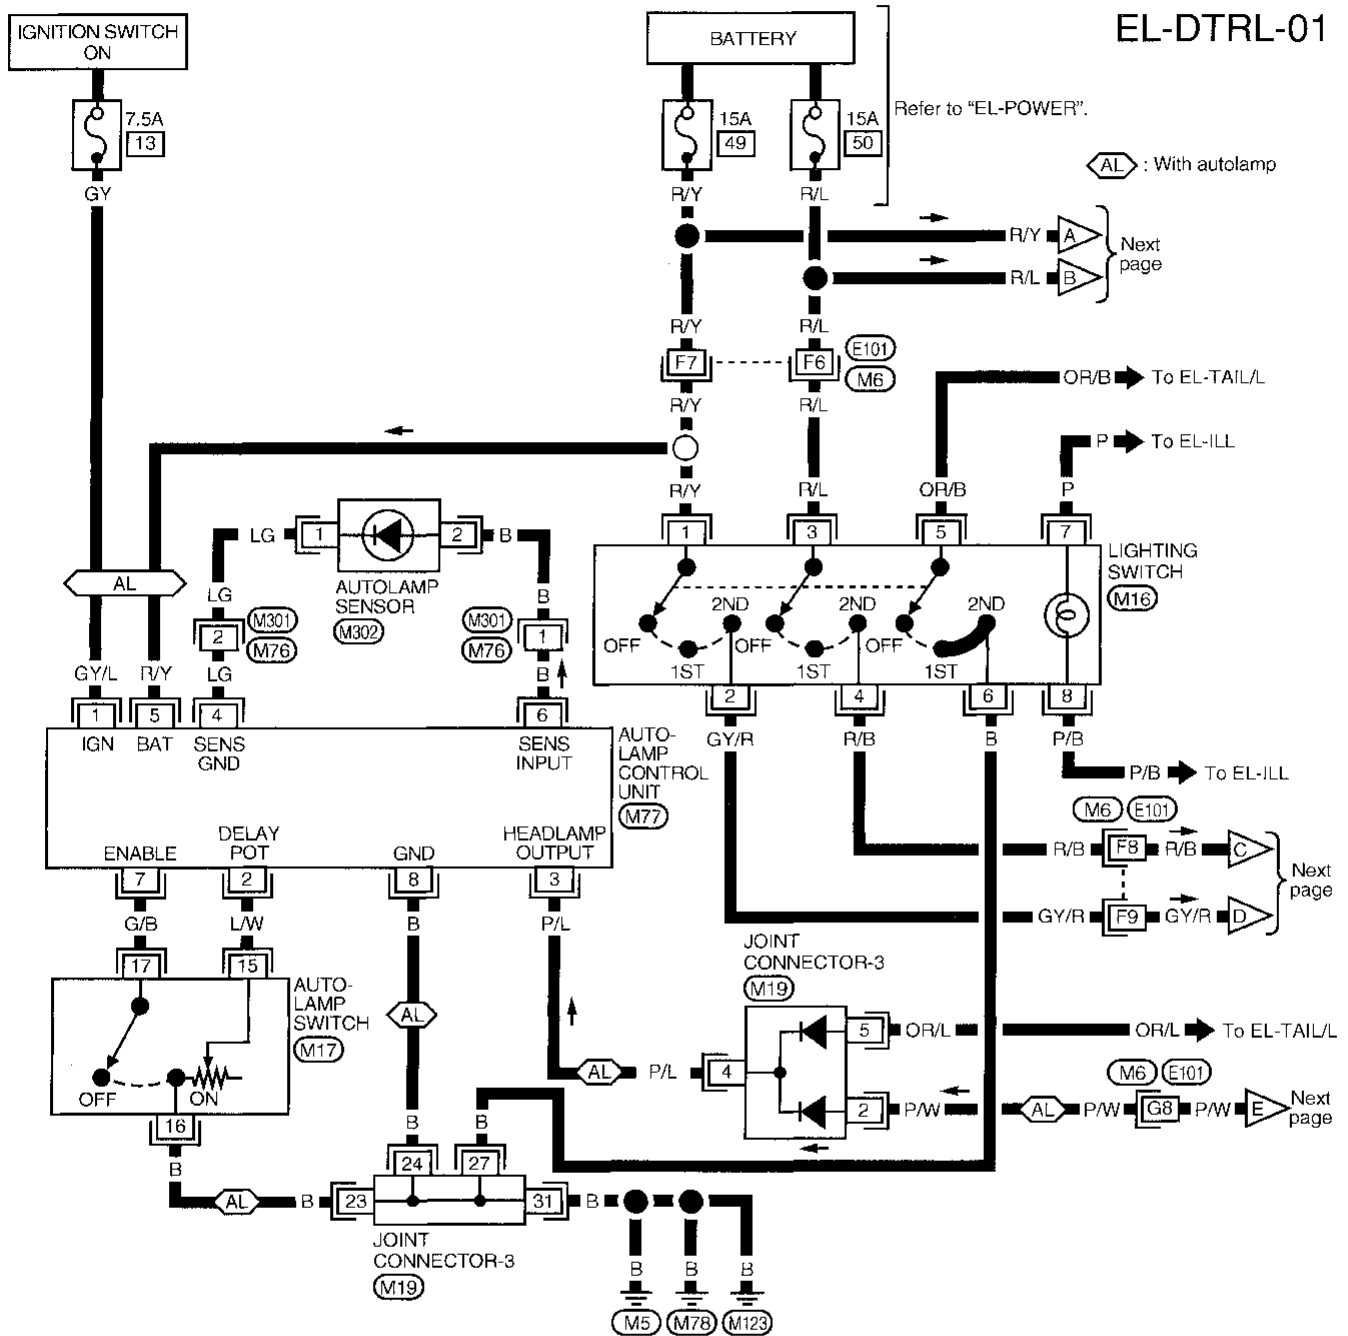 EL-DTRL-01
IGNITION SWITCH
ON
BATTERY
7.5A
13
15A
49
15A
50
Refer to “EL-POWER”.
AL : With autolamp
GY
R/Y
R/L
R/Y
A
R/L
B
Next
page
R/Y
R/L
F7
F6
E101
M6
R/Y
R/L
OR/B
To EL-TAIL/L
P
To EL-ILL
R/Y
R/L
OR/B
P
1
3
5
7
LIGHTING
SWITCH
M16
LG
1
2
B
AUTOLAMP
SENSOR
M302
AL
LG
B
M301
2
M76
M301
1
M76
2ND
2ND
2ND
OFF
OFF
OFF
1ST
1ST
1ST
GY/L
R/Y
LG
B
1
5
4
6
2
4
6
8
IGN
BAT
SENS
GND
SENS
INPUT
AUTO-
LAMP
CONTROL
UNIT
M77
GY/R
R/B
B
P/B
P/B
To EL-ILL
M6
E101
ENABLE
DELAY
POT
GND
HEADLAMP
OUTPUT
R/B
F8
R/B
C
GY/R
F9
GY/R
D
Next
page
7
2
8
3
G/B
L/W
B
P/L
17
15
AUTO-
LAMP
SWITCH
M17
AL
JOINT
CONNECTOR-3
M19
5
OR/L
OR/L
To EL-TAIL/L
AL
P/L
4
M6
E101
2
P/W
AL
P/W
G8
P/W
E
Next
page
OFF
ON
16
B
B
B
24
27
B
AL
B
23
31
B
JOINT
CONNECTOR-3
M19
B
B
B
M5
M78
M123